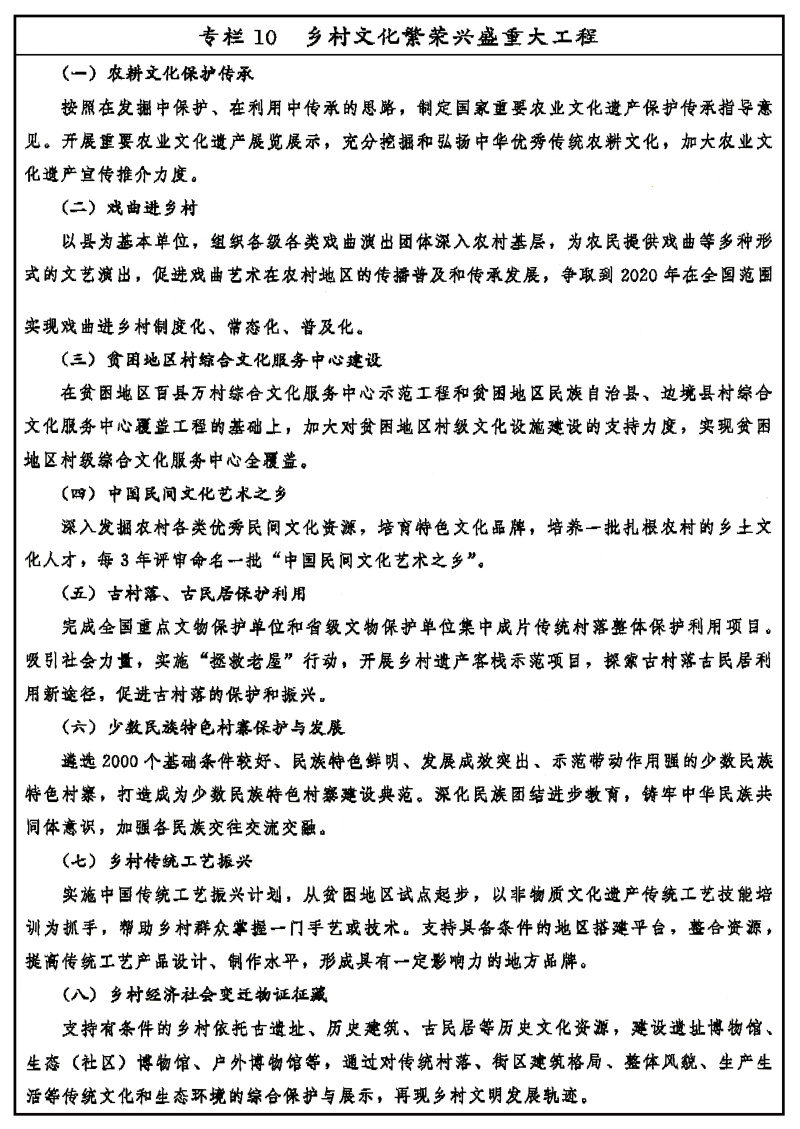 专栏 10　乡村文化繁荣兴盛重大工程
（一）农耕文化保护传承
按照在发掘中保护、在利用中传承的思路，制定国家重要农业文化遗产保护传承指导意
见。开展重要农业文化遗产展览展示，充分挖掘和弘扬中华优秀传统农耕文化，加大农业文
化遗产宣传推介力度。
（二）戏曲进乡村
以县为基本单位，组织各级各类戏曲演出团体深入农村基层，为农民提供戏曲等多种形
式的文艺演出，促进戏曲艺术在农村地区的传播普及和传承发展，争取到 2020 年在全国范围
实现戏曲进乡村制度化、常态化、普及化。
（三）贫困地区村综合文化服务中心建设
在贫困地区百县万村综合文化服务中心示范工程和贫困地区民族自治县、边境县村综合
文化服务中心覆盖工程的基础上，加大对贫困地区村级文化设施建设的支持力度，实现贫困
地区村级综合文化服务中心全覆盖。
（四）中国民间文化艺术之乡
深入发掘农村各类优秀民间文化资源，培育特色文化品牌，培养一批扎根农村的乡土文
化人才，每 3 年评审命名一批“中国民间文化艺术之乡”。
（五）古村落、古民居保护利用
完成全国重点文物保护单位和省级文物保护单位集中成片传统村落整体保护利用项目。
吸引社会力量，实施“拯救老屋”行动，开展乡村遗产客栈示范项目，探索古村落古民居利
用新途径，促进古村落的保护和振兴。
（六）少数民族特色村寨保护与发展
遴选 2000 个基础条件较好、民族特色鲜明、发展成效突出、示范带动作用强的少数民族
特色村寨，打造成为少数民族特色村寨建设典范。深化民族团结进步教育，铸牢中华民族共
同体意识，加强各民族交往交流交融。
（七）乡村传统工艺振兴
实施中国传统工艺振兴计划，从贫困地区试点起步，以非物质文化遗产传统工艺技能培
训为抓手，帮助乡村群众掌握一门手艺或技术。支持具备条件的地区搭建平台，整合资源，
提高传统工艺产品设计、制作水平，形成具有一定影响力的地方品牌。
（八）乡村经济社会变迁物证征藏
支持有条件的乡村依托古遗址、历史建筑、古民居等历史文化资源，建设遗址博物馆、
生态（社区）博物馆、户外博物馆等，通过对传统村落、街区建筑格局、整体风貌、生产生
活等传统文化和生态环境的综合保护与展示，再现乡村文明发展轨迹。